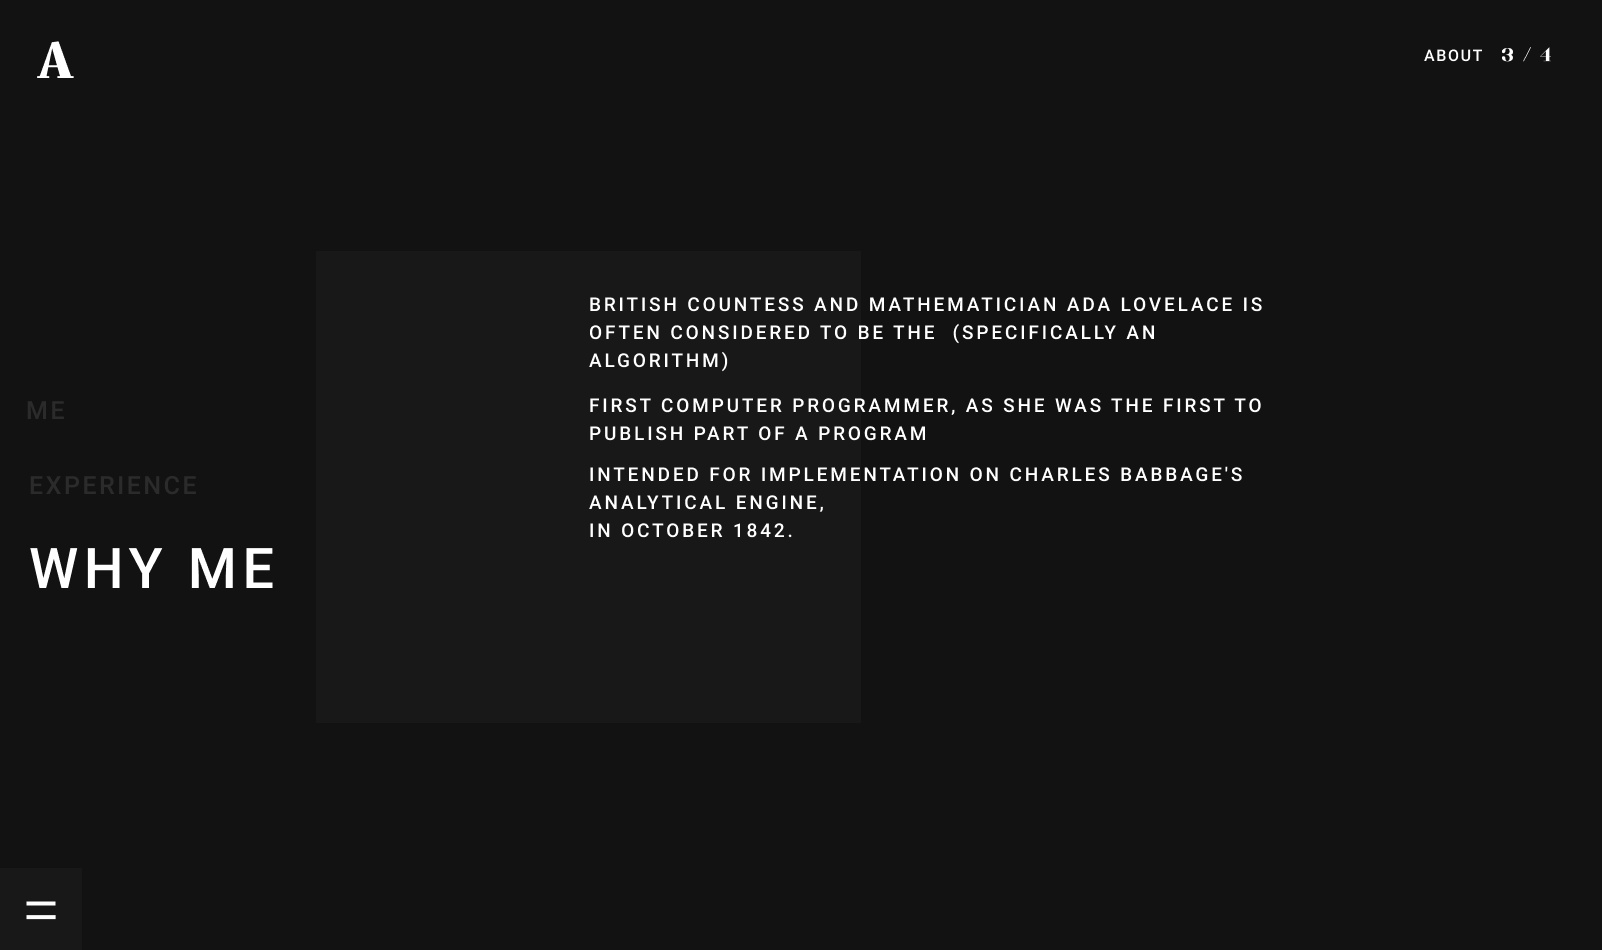 A
ABOUT 3 / 4
BRITISH COUNTESS AND MATHEMATICIAN ADA LOVELACE IS
OFTEN CONSIDERED TO BE THE  (SPECIFICALLY AN
ALGORITHM)
FIRST COMPUTER PROGRAMMER, AS SHE WAS THE FIRST TO
PUBLISH PART OF A PROGRAM
INTENDED FOR IMPLEMENTATION ON CHARLES BABBAGE'S
ANALYTICAL ENGINE,
IN OCTOBER 1842.
ME
EXPERIENCE
WHY ME